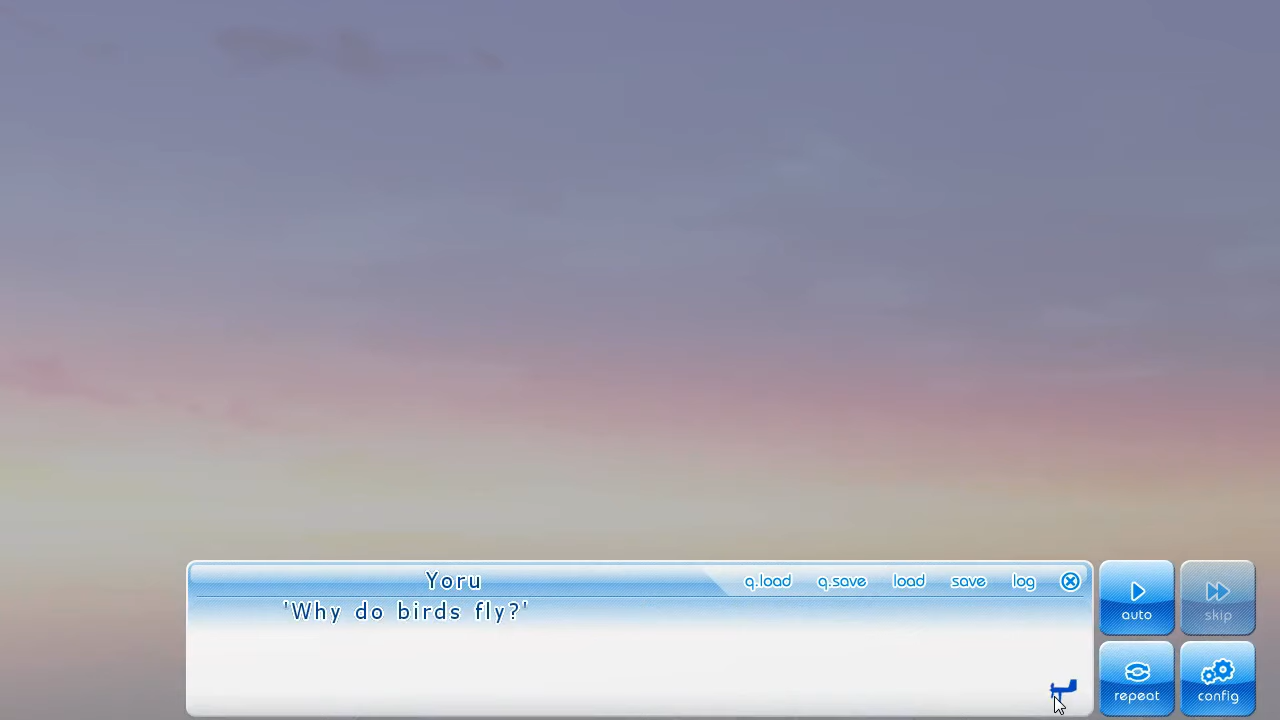 Yoru
q.load q.save load save log
'Why do birds fly?'
auto skip
repeat config